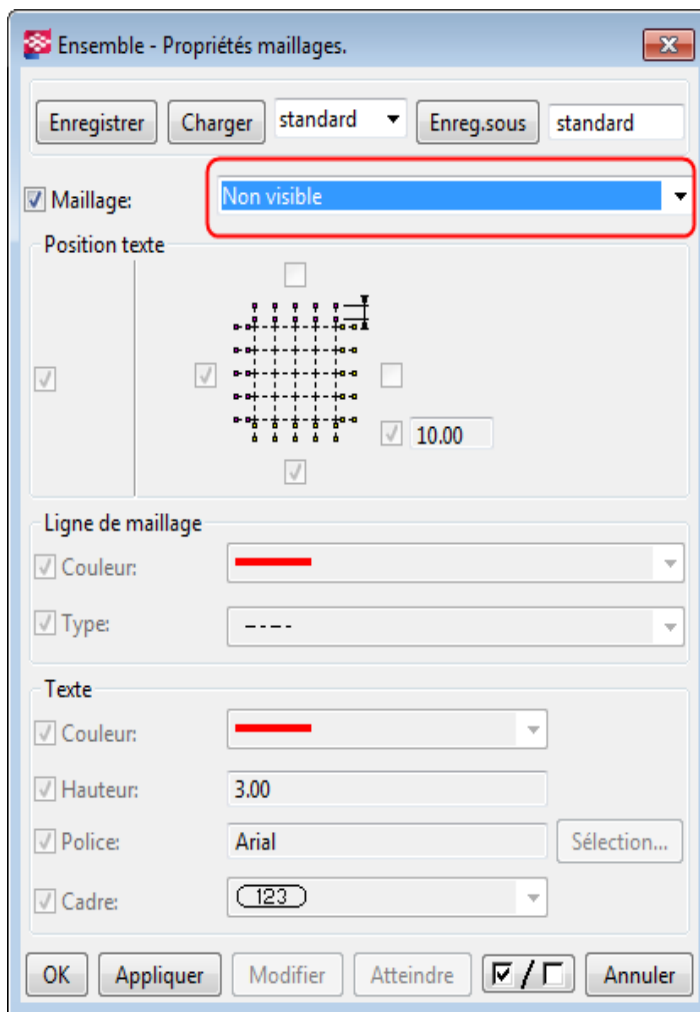 Ensemble - Propriétés maillages.
Enregistrer Charger standard Enreg.sous standard
Maillage: Non visible
Position texte
10.00
Ligne de maillage
Couleur:
Type:
Texte
Couleur:
Hauteur: 3.00
Police: Arial Sélection...
Cadre: 123
OK Appliquer Modifier Atteindre / Annuler